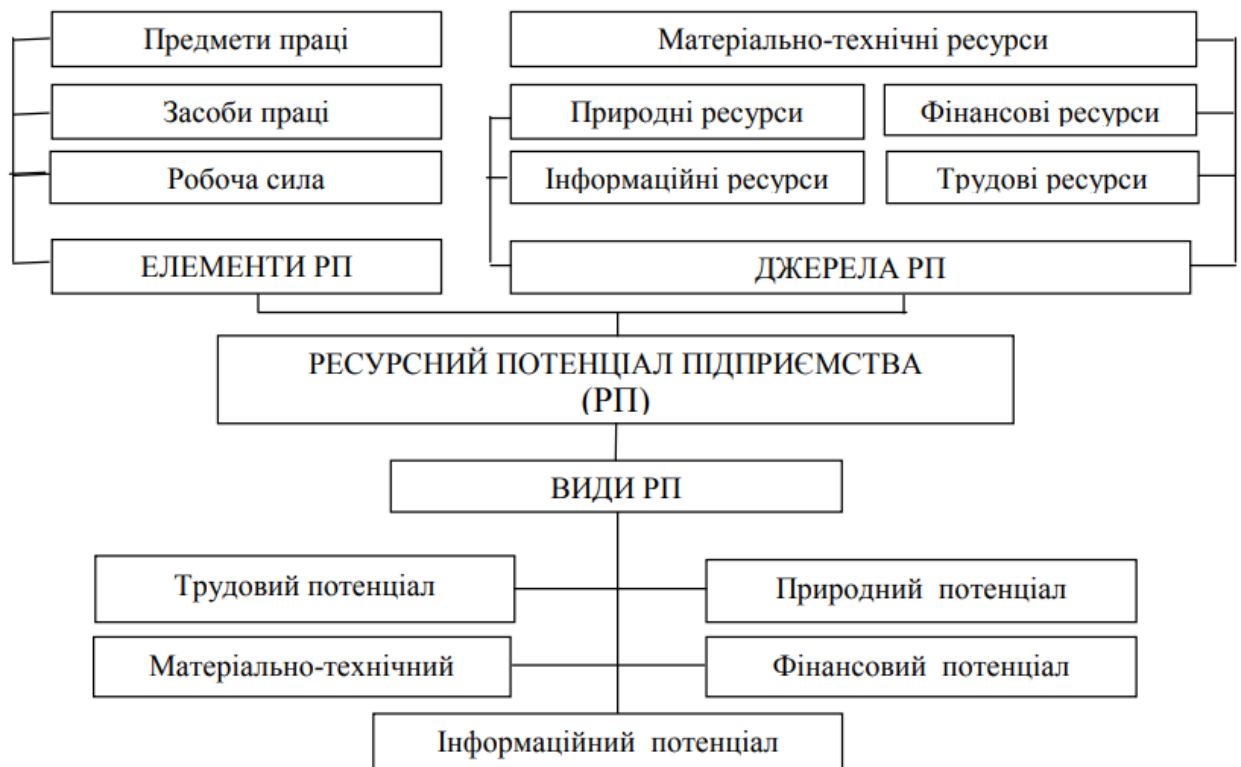 Предмети праці
Матеріально-технічні ресурси
Засоби праці
Природні ресурси
Фінансові ресурси
Робоча сила
Інформаційні ресурси
Трудові ресурси
ЕЛЕМЕНТИ РП
ДЖЕРЕЛА РП
РЕСУРСНИЙ ПОТЕНЦІАЛ ПІДПРИЄМСТВА
(РП)
ВИДИ РП
Трудовий потенціал
Природний потенціал
Матеріально-технічний
Фінансовий потенціал
Інформаційний потенціал